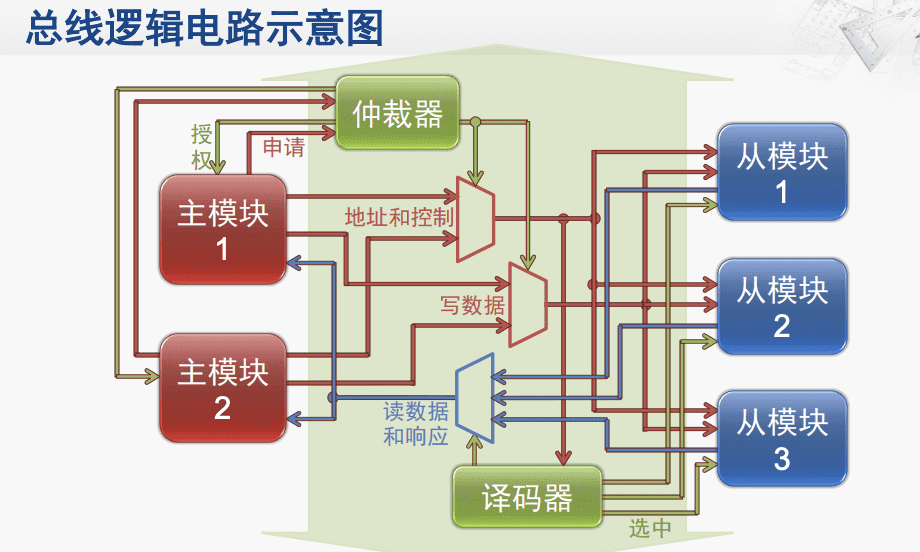 总线逻辑电路示意图
仲裁器
授
权
申请
主模块
1
地址和控制
写数据
主模块
2
读数据
和响应
译码器
选中
从模块
1
从模块
2
从模块
3